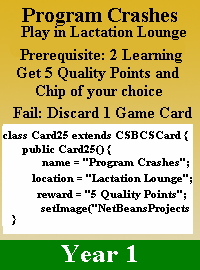 Program Crashes
Play in Lactation Lounge
Prerequisite: 2 Learning
Get 5 Quality Points and
Chip of your choice
Fail: Discard 1 Game Card
class Card25 extends CSBCSCard {
public Card25() {
name = "Program Crashes";
location = "Lactation Lounge";
reward = "5 Quality Points";
setImage("NetBeansProjects
}
Year 1